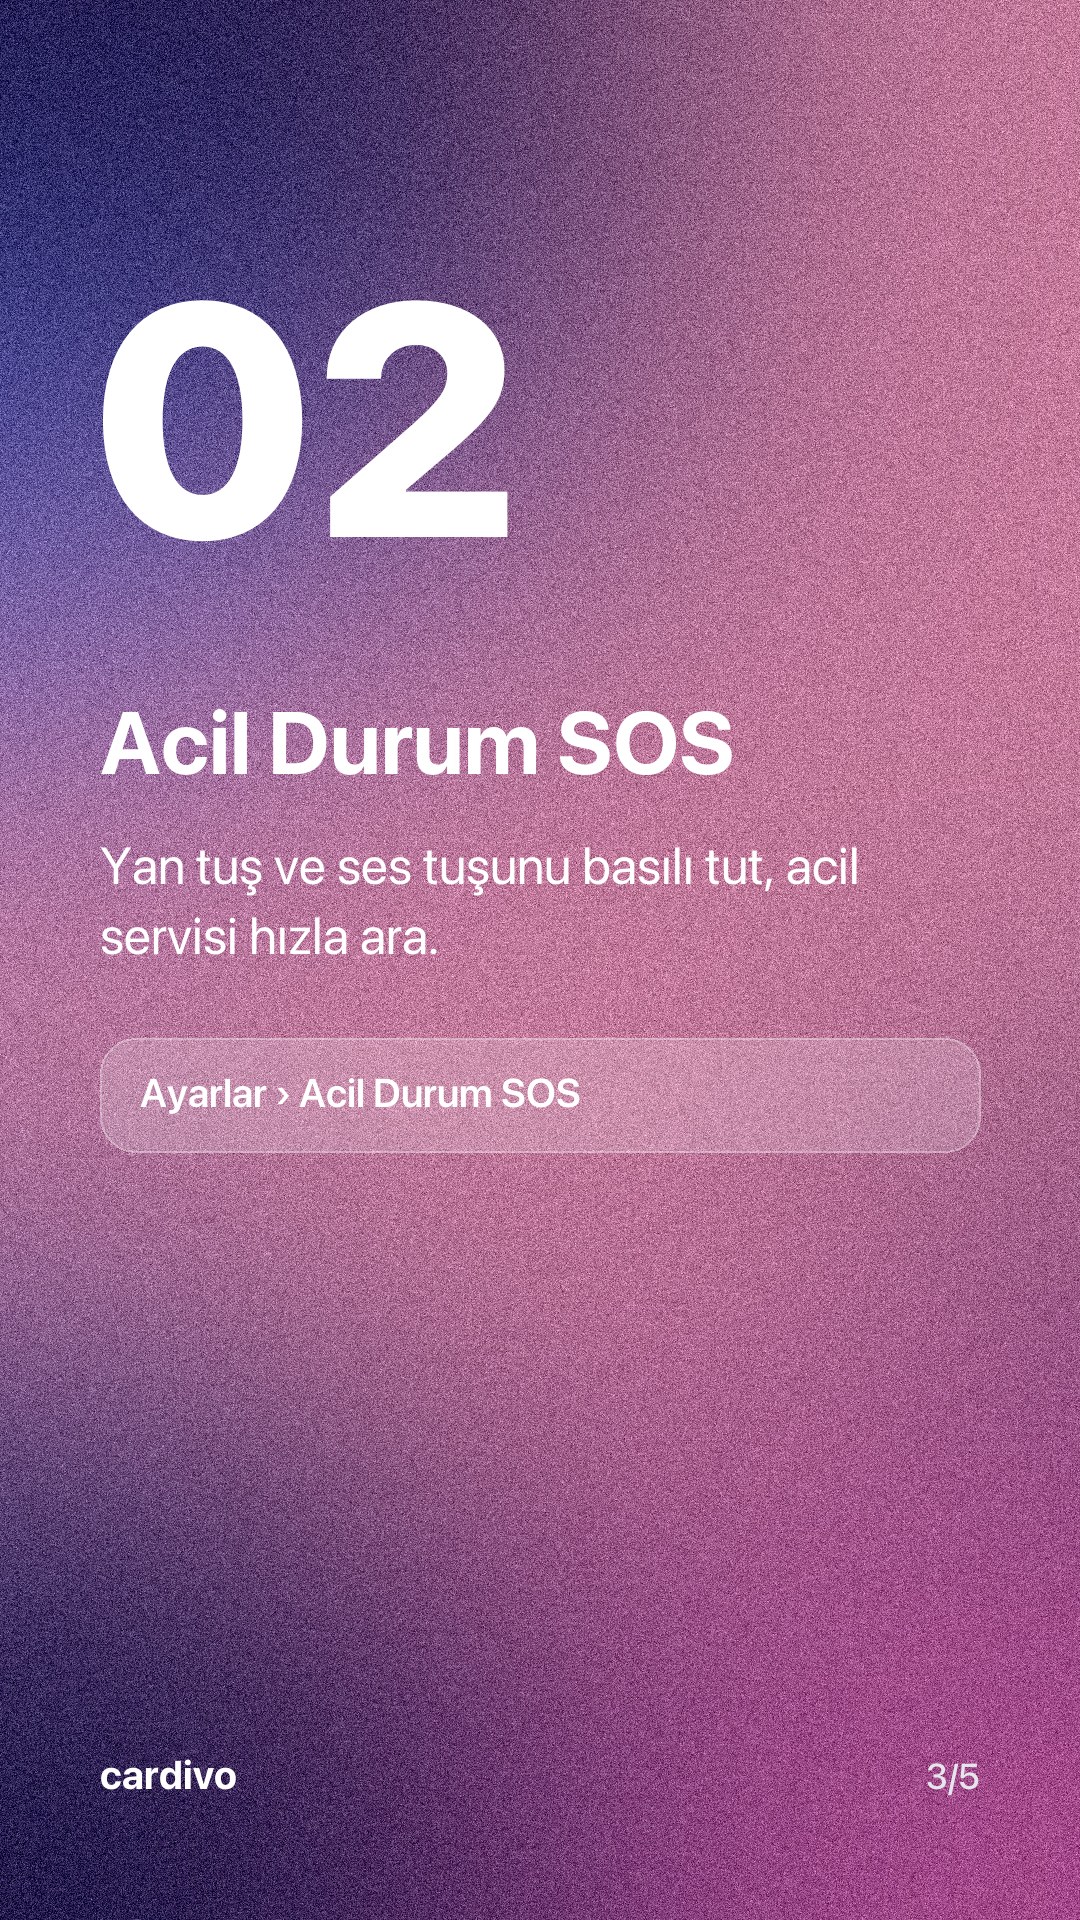 02
Acil Durum SOS
Yan tuş ve ses tuşunu basılı tut, acil
servisi hızla ara.
Ayarlar › Acil Durum SOS
cardivo
3/5